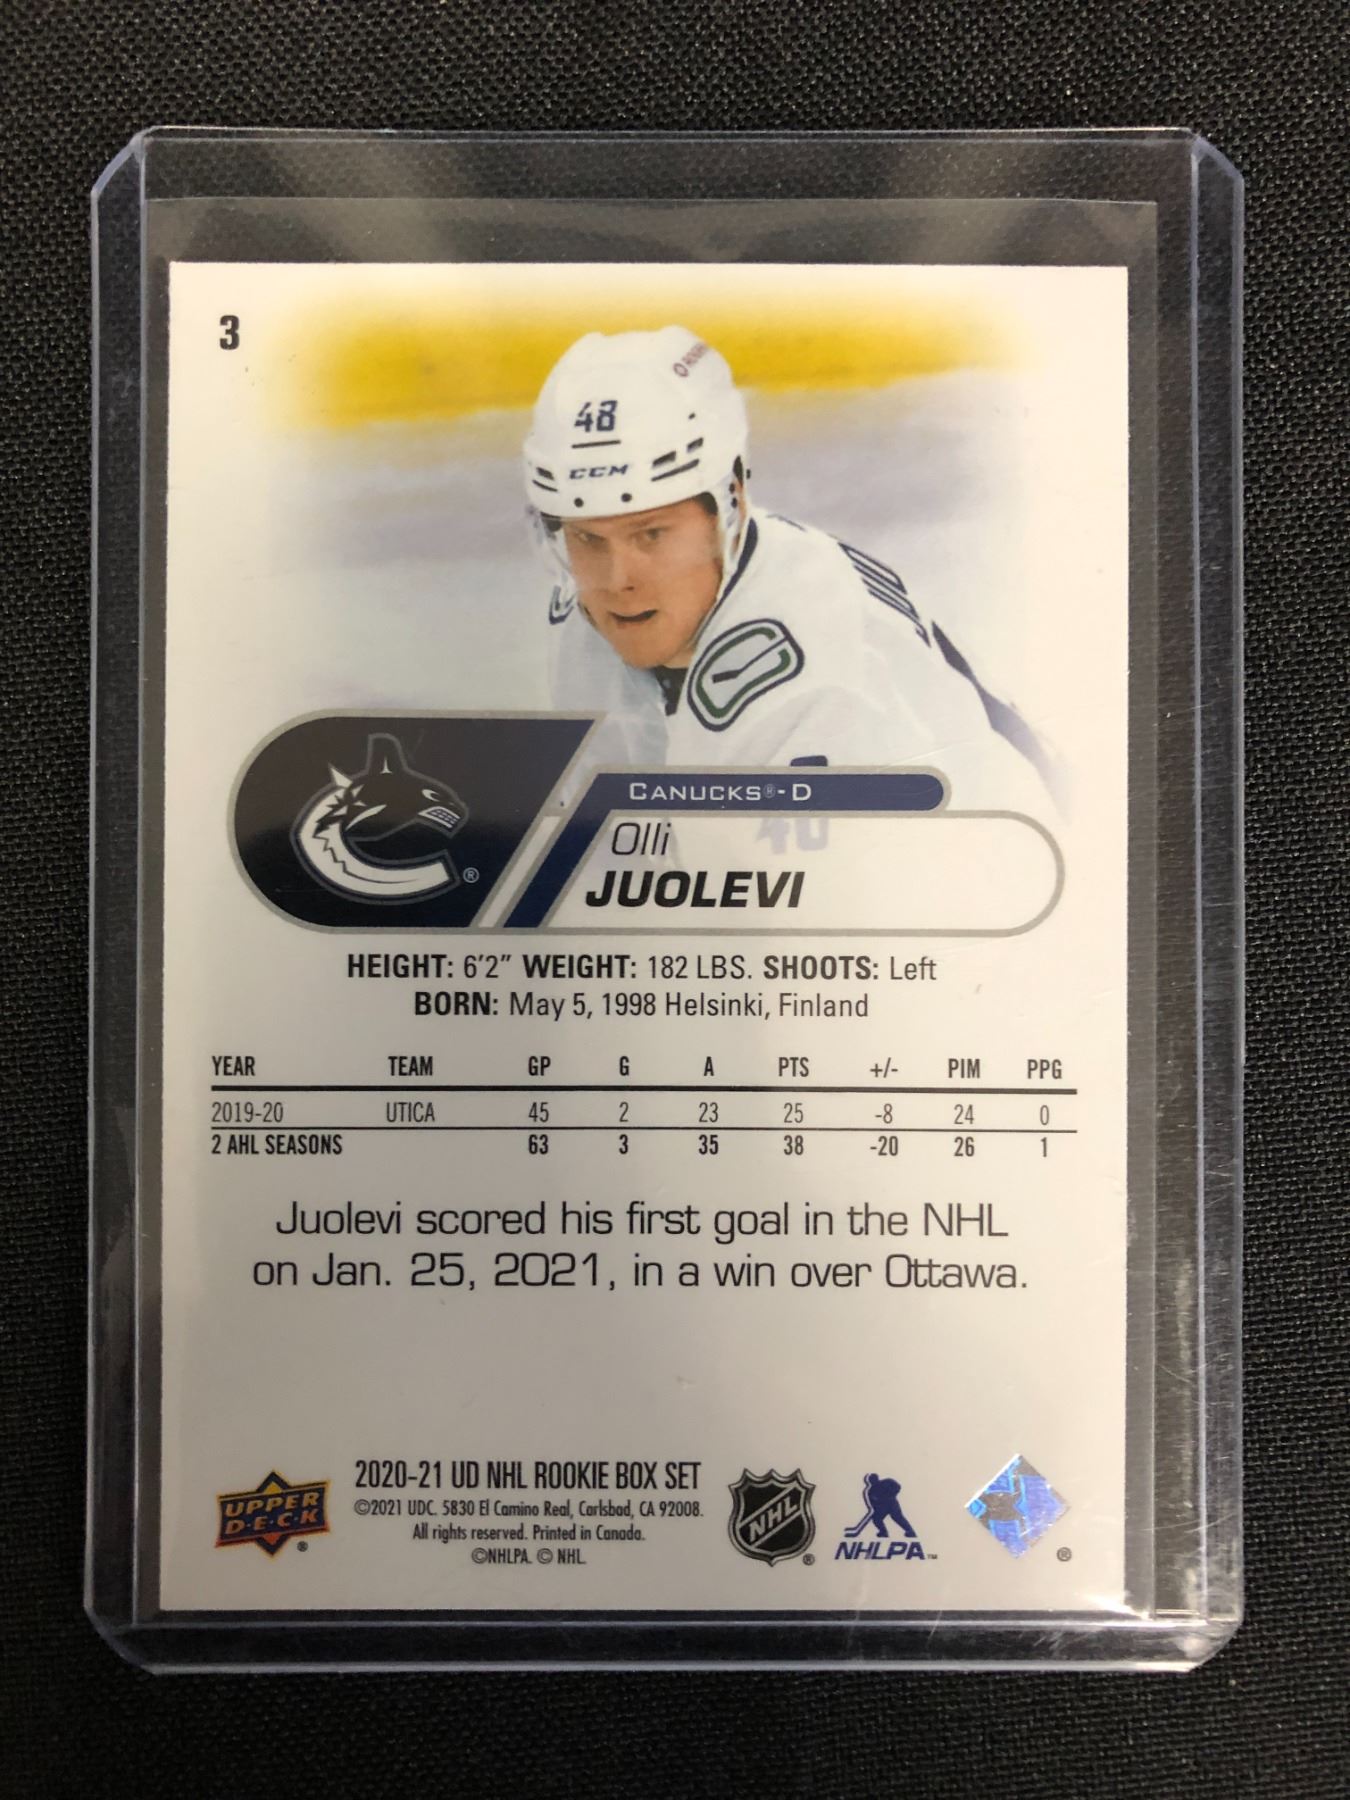 3
48
CCM
JUO
CANUCKS®-D
Olli
48
JUOLEVI
®
HEIGHT: 6'2" WEIGHT: 182 LBS. SHOOTS: Left
BORN: May 5, 1998 Helsinki, Finland
YEAR TEAM GP G A PTS +/- PIM PPG
2019-20 UTICA 45 2 23 25 -8 24 0
2 AHL SEASONS 63 3 35 38 -20 26 1
Juolevi scored his first goal in the NHL
on Jan. 25, 2021, in a win over Ottawa.
UPPER
D·E·C·K
®
2020-21 UD NHL ROOKIE BOX SET
©2021 UDC. 5830 El Camino Real, Carlsbad, CA 92008.
All rights reserved. Printed in Canada.
©NHLPA. © NHL.
NHL
®
NHLPA™
®